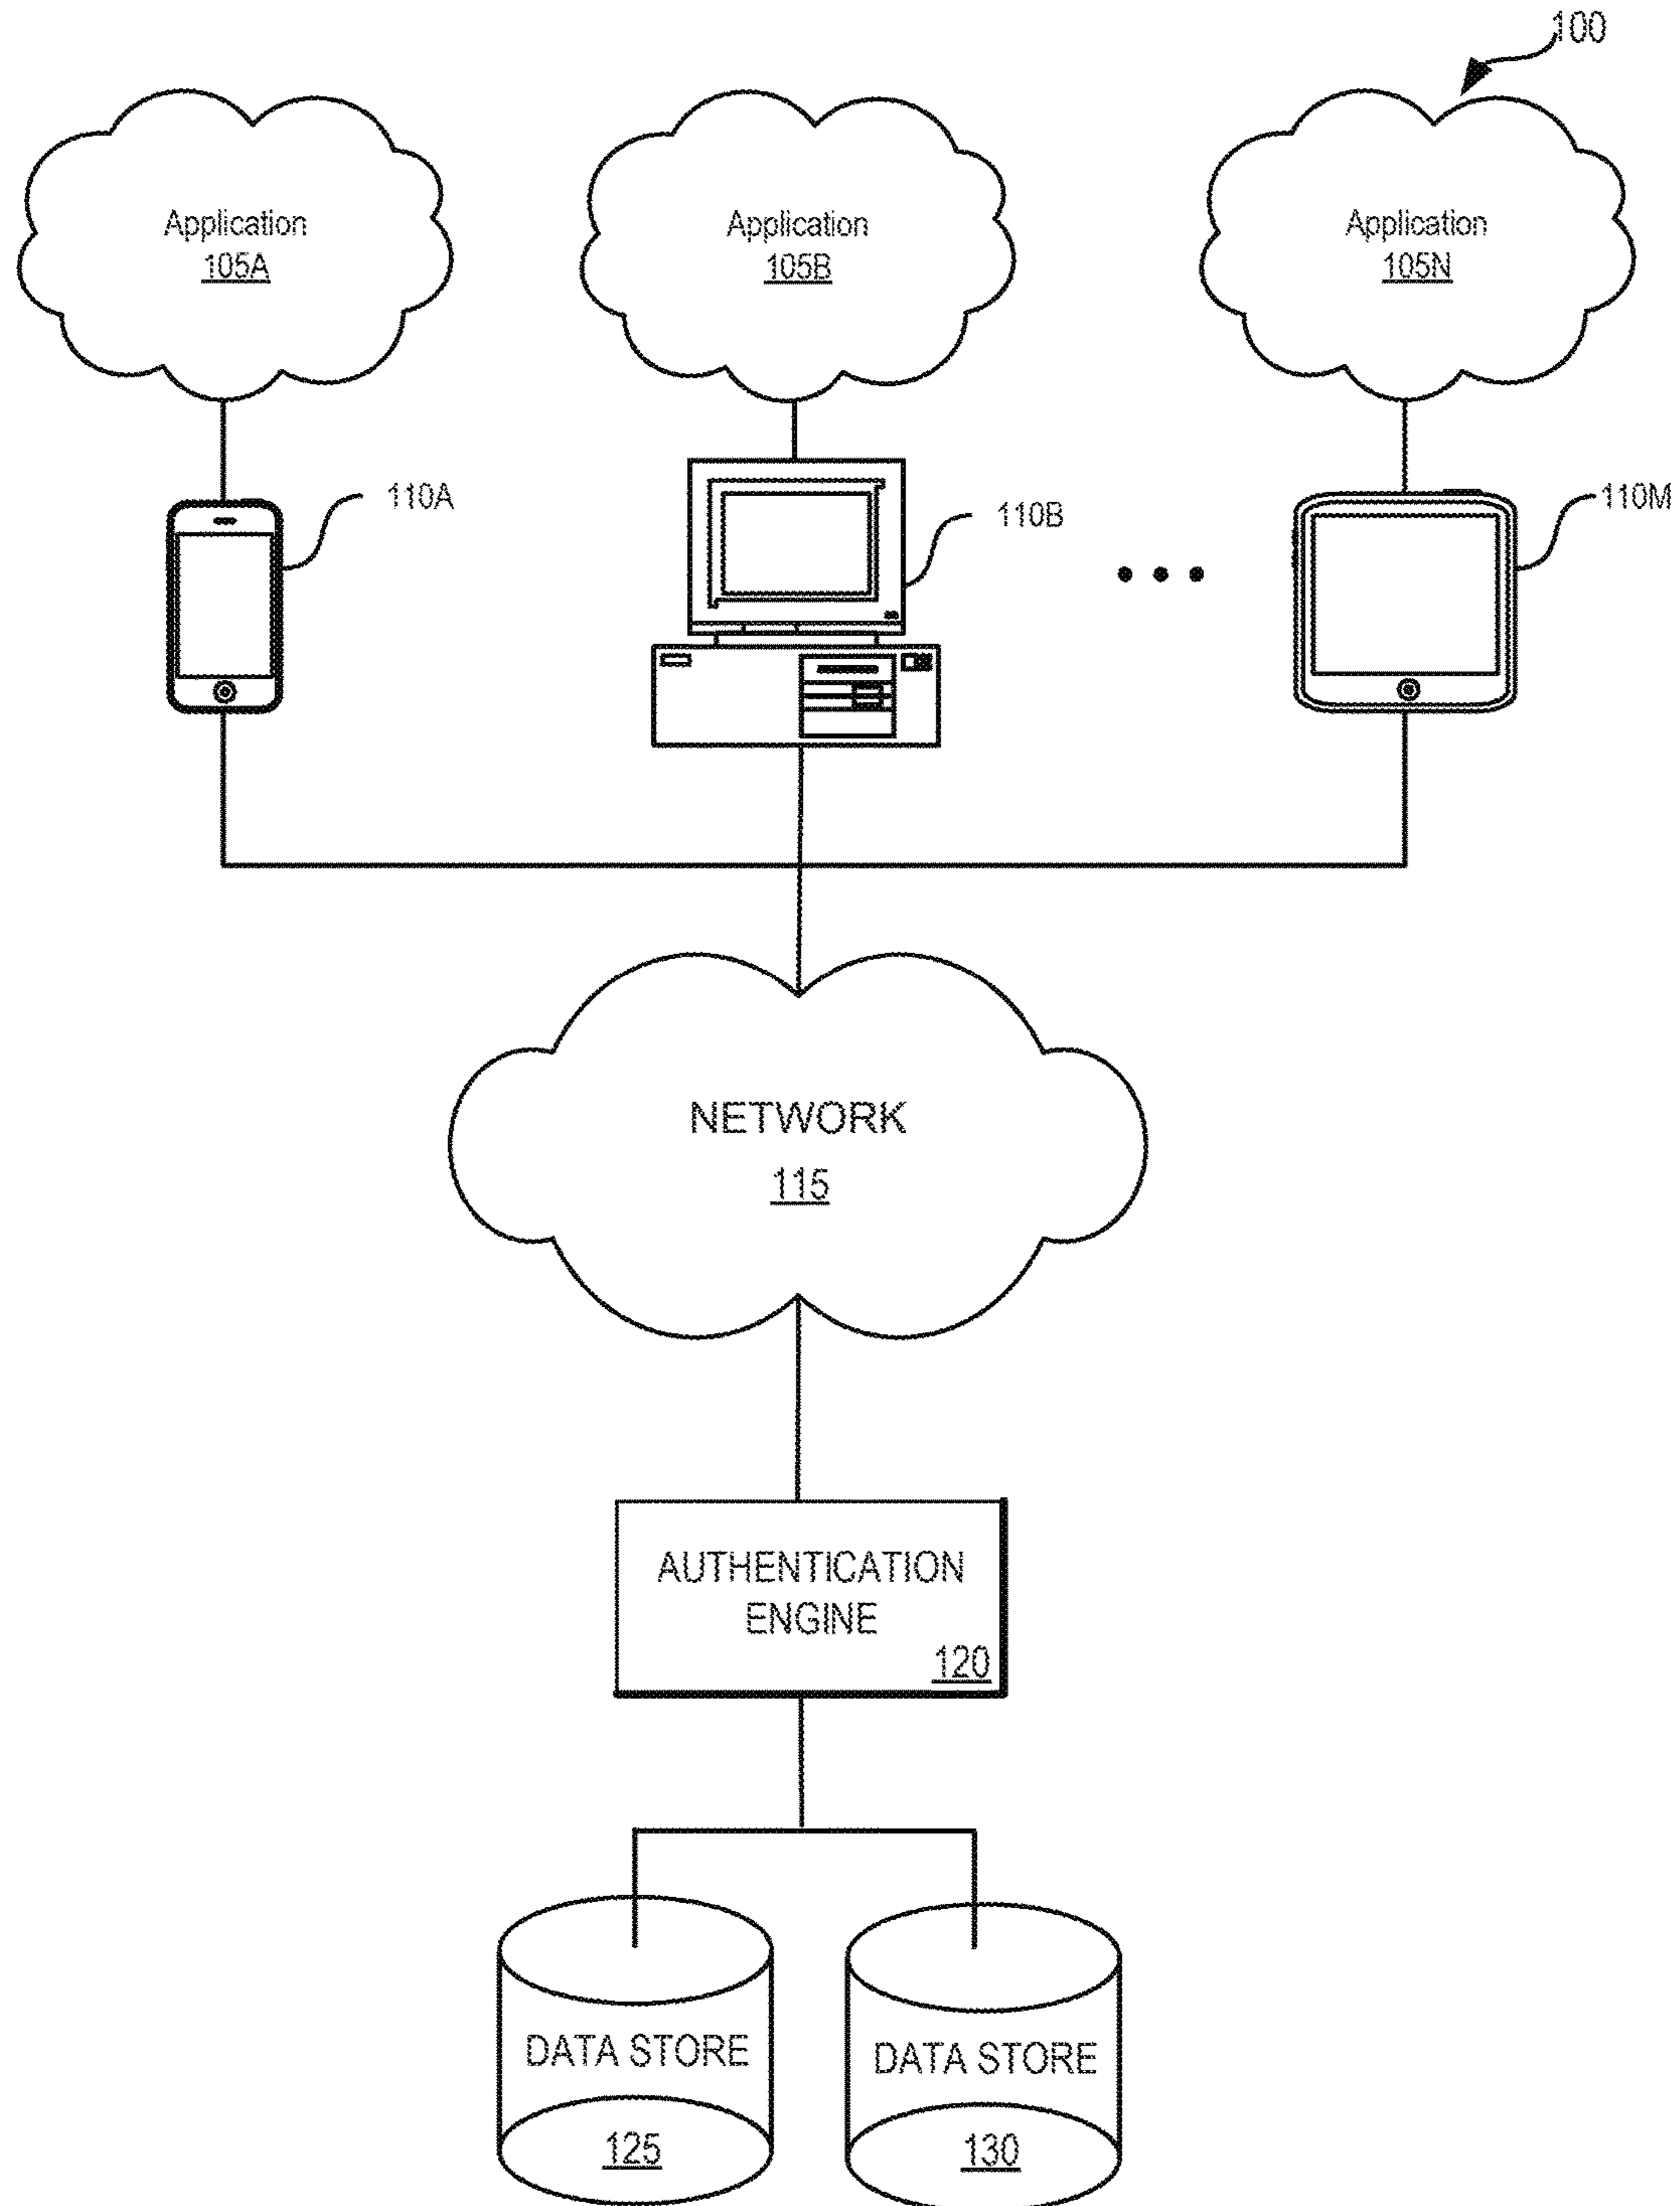 100
Application
105A
Application
105B
Application
105N
110A
110B
110M
NETWORK
115
AUTHENTICATION
ENGINE
120
DATA STORE
125
DATA STORE
130